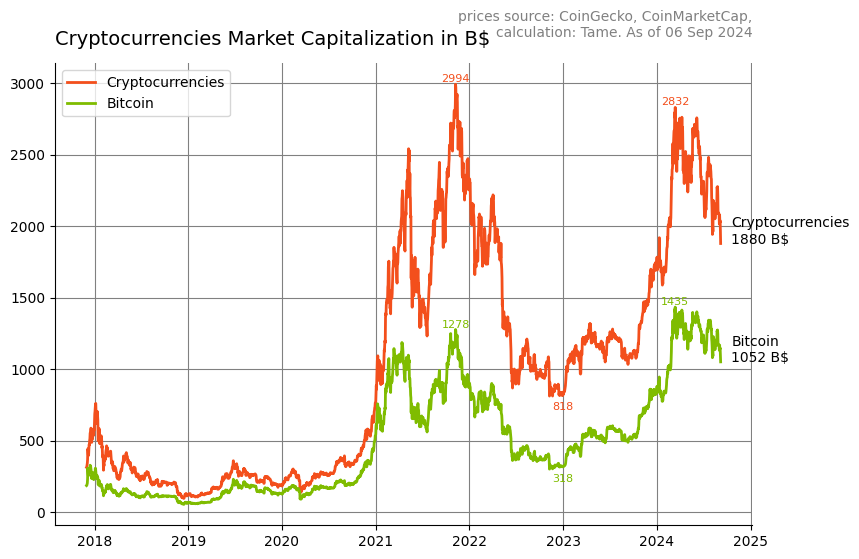 prices source: CoinGecko, CoinMarketCap,
calculation: Tame. As of 06 Sep 2024
Cryptocurrencies Market Capitalization in B$
Cryptocurrencies
Bitcoin
3000
2500
2000
1500
1000
500
0
2994
2832
1278
1435
818
318
Cryptocurrencies
1880 B$
Bitcoin
1052 B$
2018
2019
2020
2021
2022
2023
2024
2025